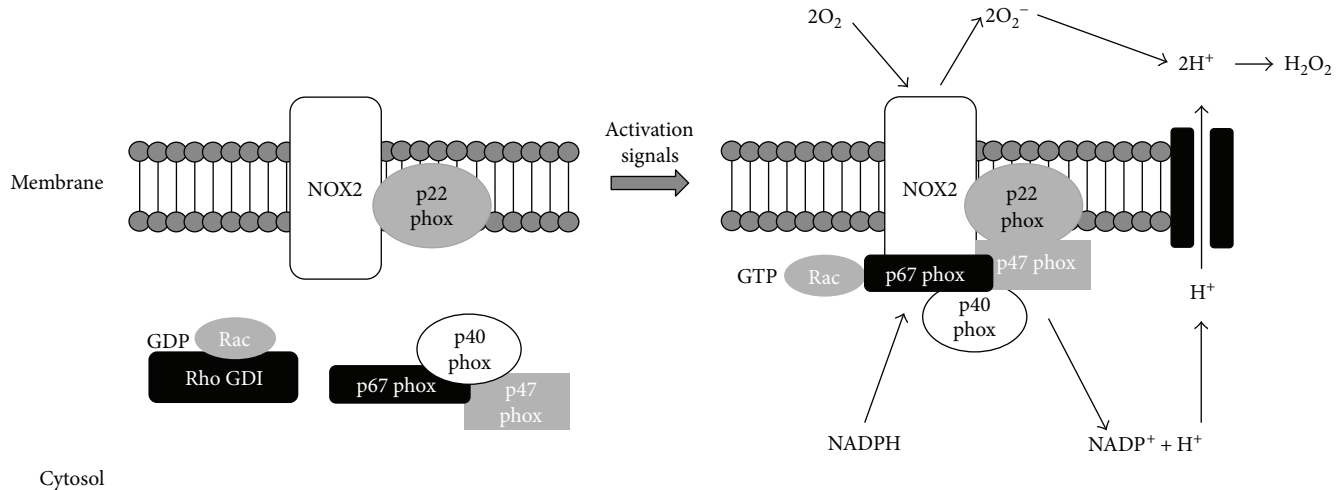 Membrane
NOX2
p22
phox
GDP
Rac
Rho GDI
p40
phox
p67 phox
p47
phox
Cytosol
Activation
signals
2O₂
2O₂⁻
2H⁺
H₂O₂
NOX2
p22
phox
GTP
Rac
p67 phox
p47 phox
p40
phox
H⁺
NADPH
NADP⁺ + H⁺